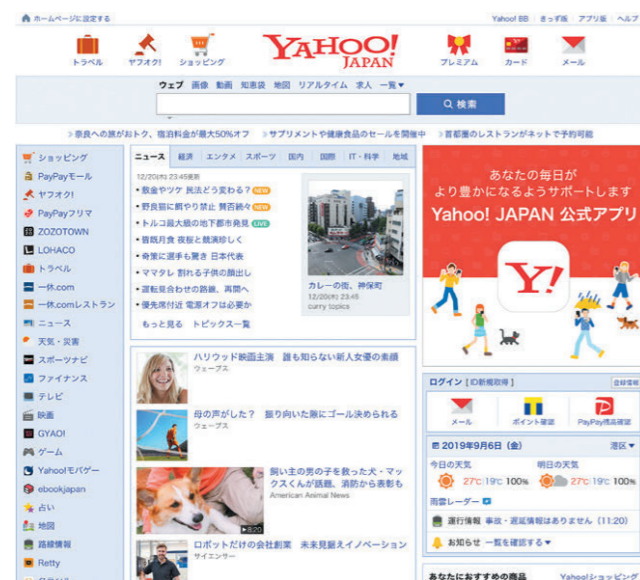 ホームページに設定する
Yahoo! BB
きっず版
アプリ版
ヘルプ
トラベル
ヤフオク!
ショッピング
YAHOO!
JAPAN
プレミアム
カード
メール
ウェブ 画像 動画 知恵袋 地図 リアルタイム 求人 一覧▼
検索
>奈良への旅がおトク、宿泊料金が最大50%オフ
>サプリメントや健康食品のセールを開催中
>首都圏のレストランがネットで予約可能
ショッピング
PayPayモール
ヤフオク!
PayPayフリマ
ZOZOTOWN
LOHACO
トラベル
一休.com
一休.comレストラン
ニュース
天気・災害
スポーツナビ
ファイナンス
テレビ
映画
GYAO!
ゲーム
Yahoo!モバゲー
ebookjapan
占い
地図
路線情報
Retty
ニュース 経済 エンタメ スポーツ 国内 国際 IT・科学 地域
12/20(水) 23:45更新
・敷金やツケ 民法どう変わる? NEW
・野良猫に餌やり禁止 賛否続々 NEW
・トルコ最大級の地下都市発見 LIVE
・皆既月食 夜桜と競演珍しく
・奇策に選手も驚き 日本代表
・ママタレ 割れる子供の顔出し
・運転見合わせの路線、再開へ
・優先席付近 電源オフは必要か
もっと見る トピックス一覧
カレーの街、神保町
12/20(水) 23:45
curry topics
ハリウッド映画主演 誰も知らない新人女優の素顔
ウェーブス
母の声がした? 振り向いた隙にゴール決められる
ウェーブス
8:20
飼い主の男の子を救った犬・マックスくんが話題、消防から表彰も
American Animal News
ロボットだけの会社創業 未来見据えイノベーション
サイエンサー
あなたの毎日が
より豊かになるようサポートします
Yahoo! JAPAN 公式アプリ
Y!
ログイン [ID新規取得]
登録情報
メール
ポイント確認
PayPay残高確認
2019年9月6日(金)
港区▼
今日の天気
明日の天気
27℃ 19℃ 100%
27℃ 19℃ 100%
雨雲レーダー
運行情報 事故・遅延情報はありません (11:20)
お知らせ 一覧を確認する▼
あなたにおすすめの商品
Yahoo!ショッピング